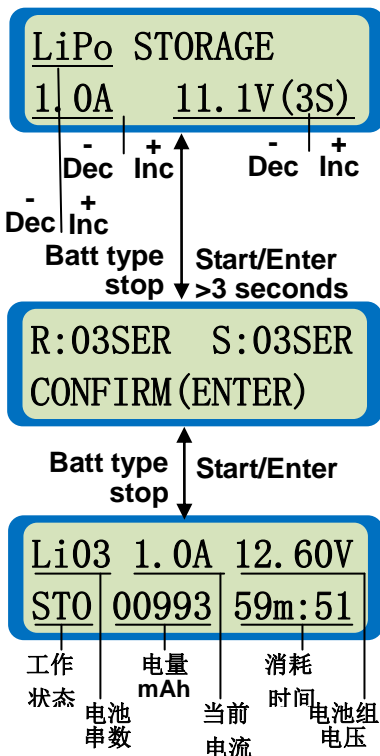 LiPo STORAGE
1.0A 11.1V(3S)
- + - +
Dec Inc Dec Inc
- +
Dec Inc
Batt type Start/Enter
stop >3 seconds
R:03SER S:03SER
CONFIRM(ENTER)
Batt type Start/Enter
stop
Li03 1.0A 12.60V
STO 00993 59m:51
工作 电量 消耗
状态 mAh 时间
电池 当前 电池组
串数 电流 电压